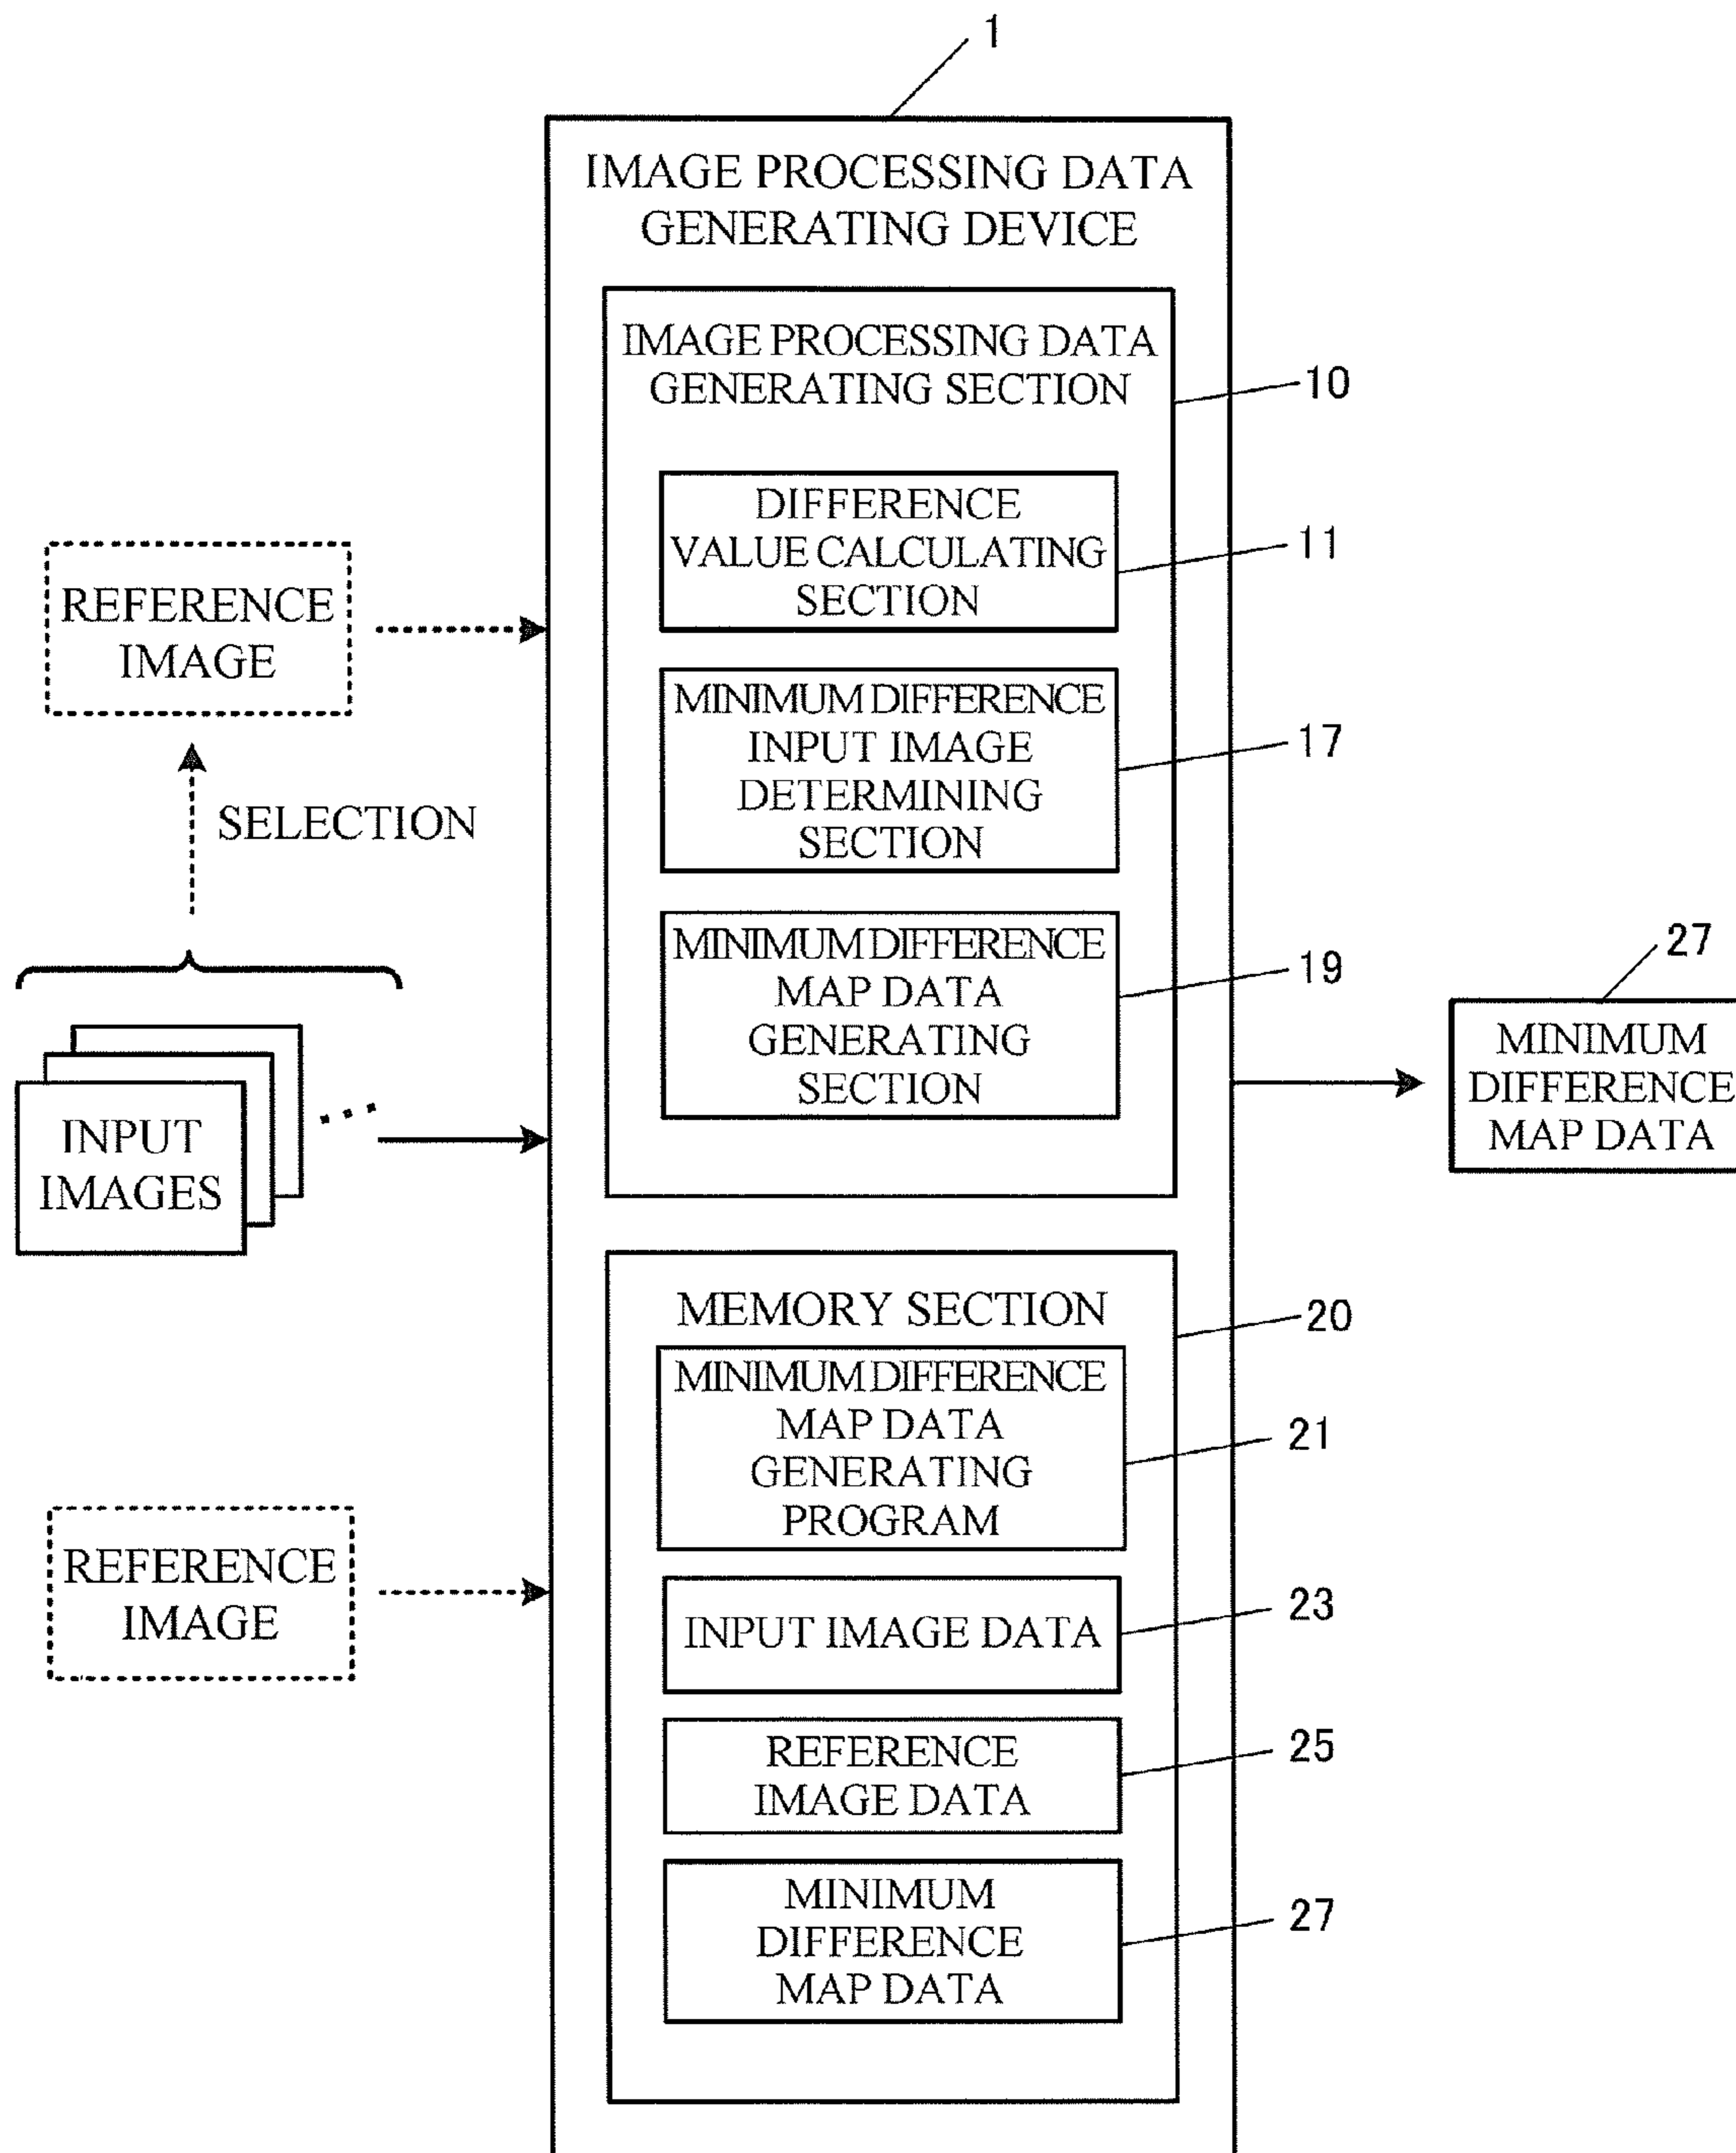 1
IMAGE PROCESSING DATA
GENERATING DEVICE
IMAGE PROCESSING DATA
GENERATING SECTION
10
DIFFERENCE
VALUE CALCULATING
SECTION
11
REFERENCE
IMAGE
MINIMUM DIFFERENCE
INPUT IMAGE
DETERMINING
SECTION
17
SELECTION
MINIMUM DIFFERENCE
MAP DATA
GENERATING
SECTION
19
INPUT
IMAGES
27
MINIMUM
DIFFERENCE
MAP DATA
MEMORY SECTION
20
MINIMUM DIFFERENCE
MAP DATA
GENERATING
PROGRAM
21
REFERENCE
IMAGE
INPUT IMAGE DATA
23
REFERENCE
IMAGE DATA
25
MINIMUM
DIFFERENCE
MAP DATA
27